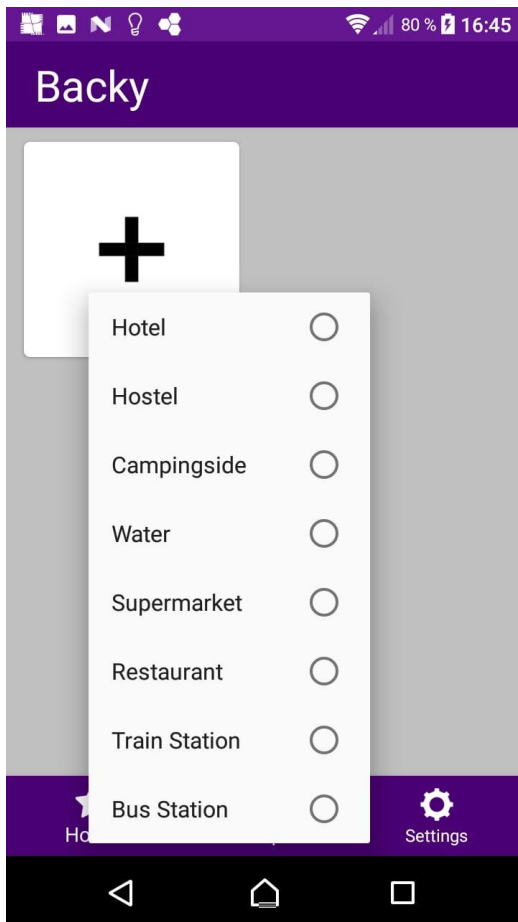 80 % 16:45
Backy
Hotel
Hostel
Campingside
Water
Supermarket
Restaurant
Train Station
Bus Station
Settings